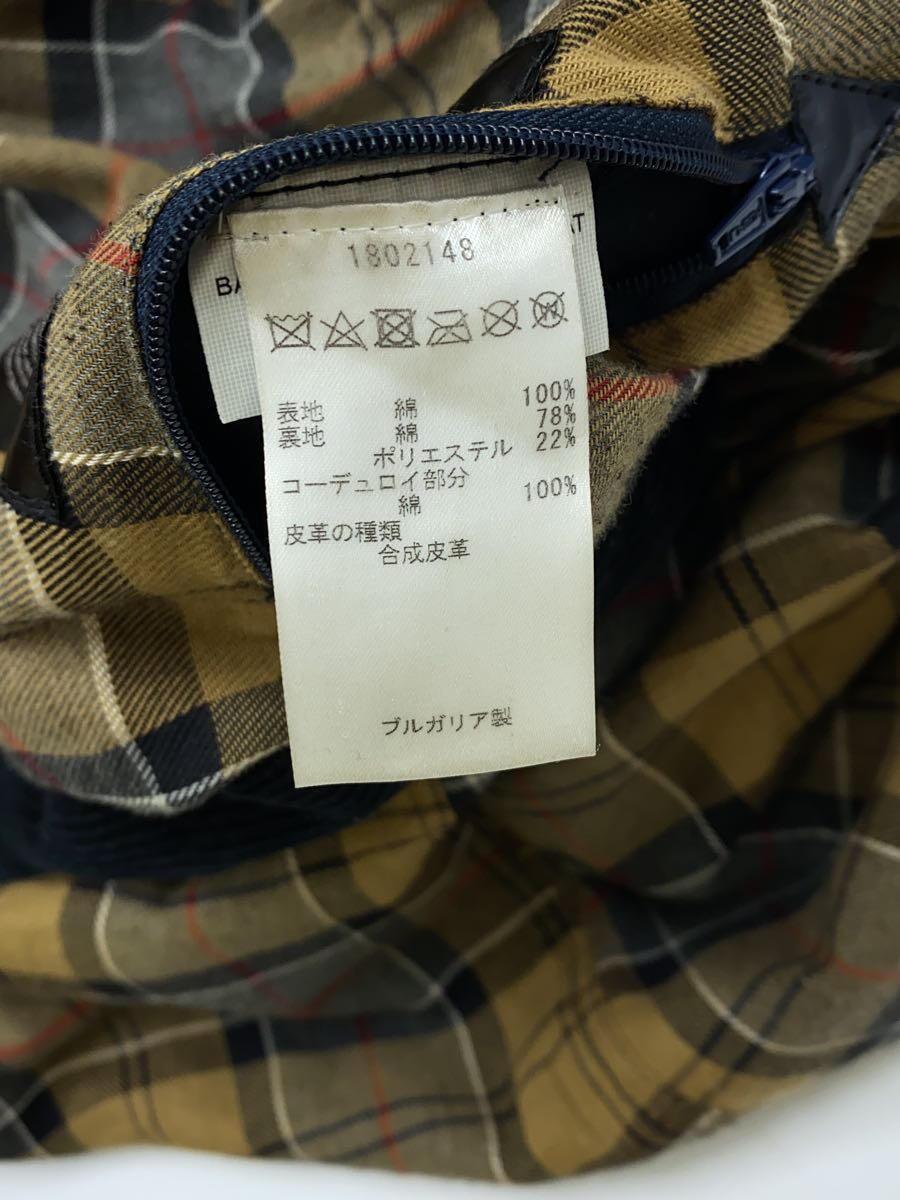 1802148
表地 綿 100%
裏地 綿 78%
ポリエステル 22%
コーデュロイ部分
綿 100%
皮革の種類
合成皮革
ブルガリア製